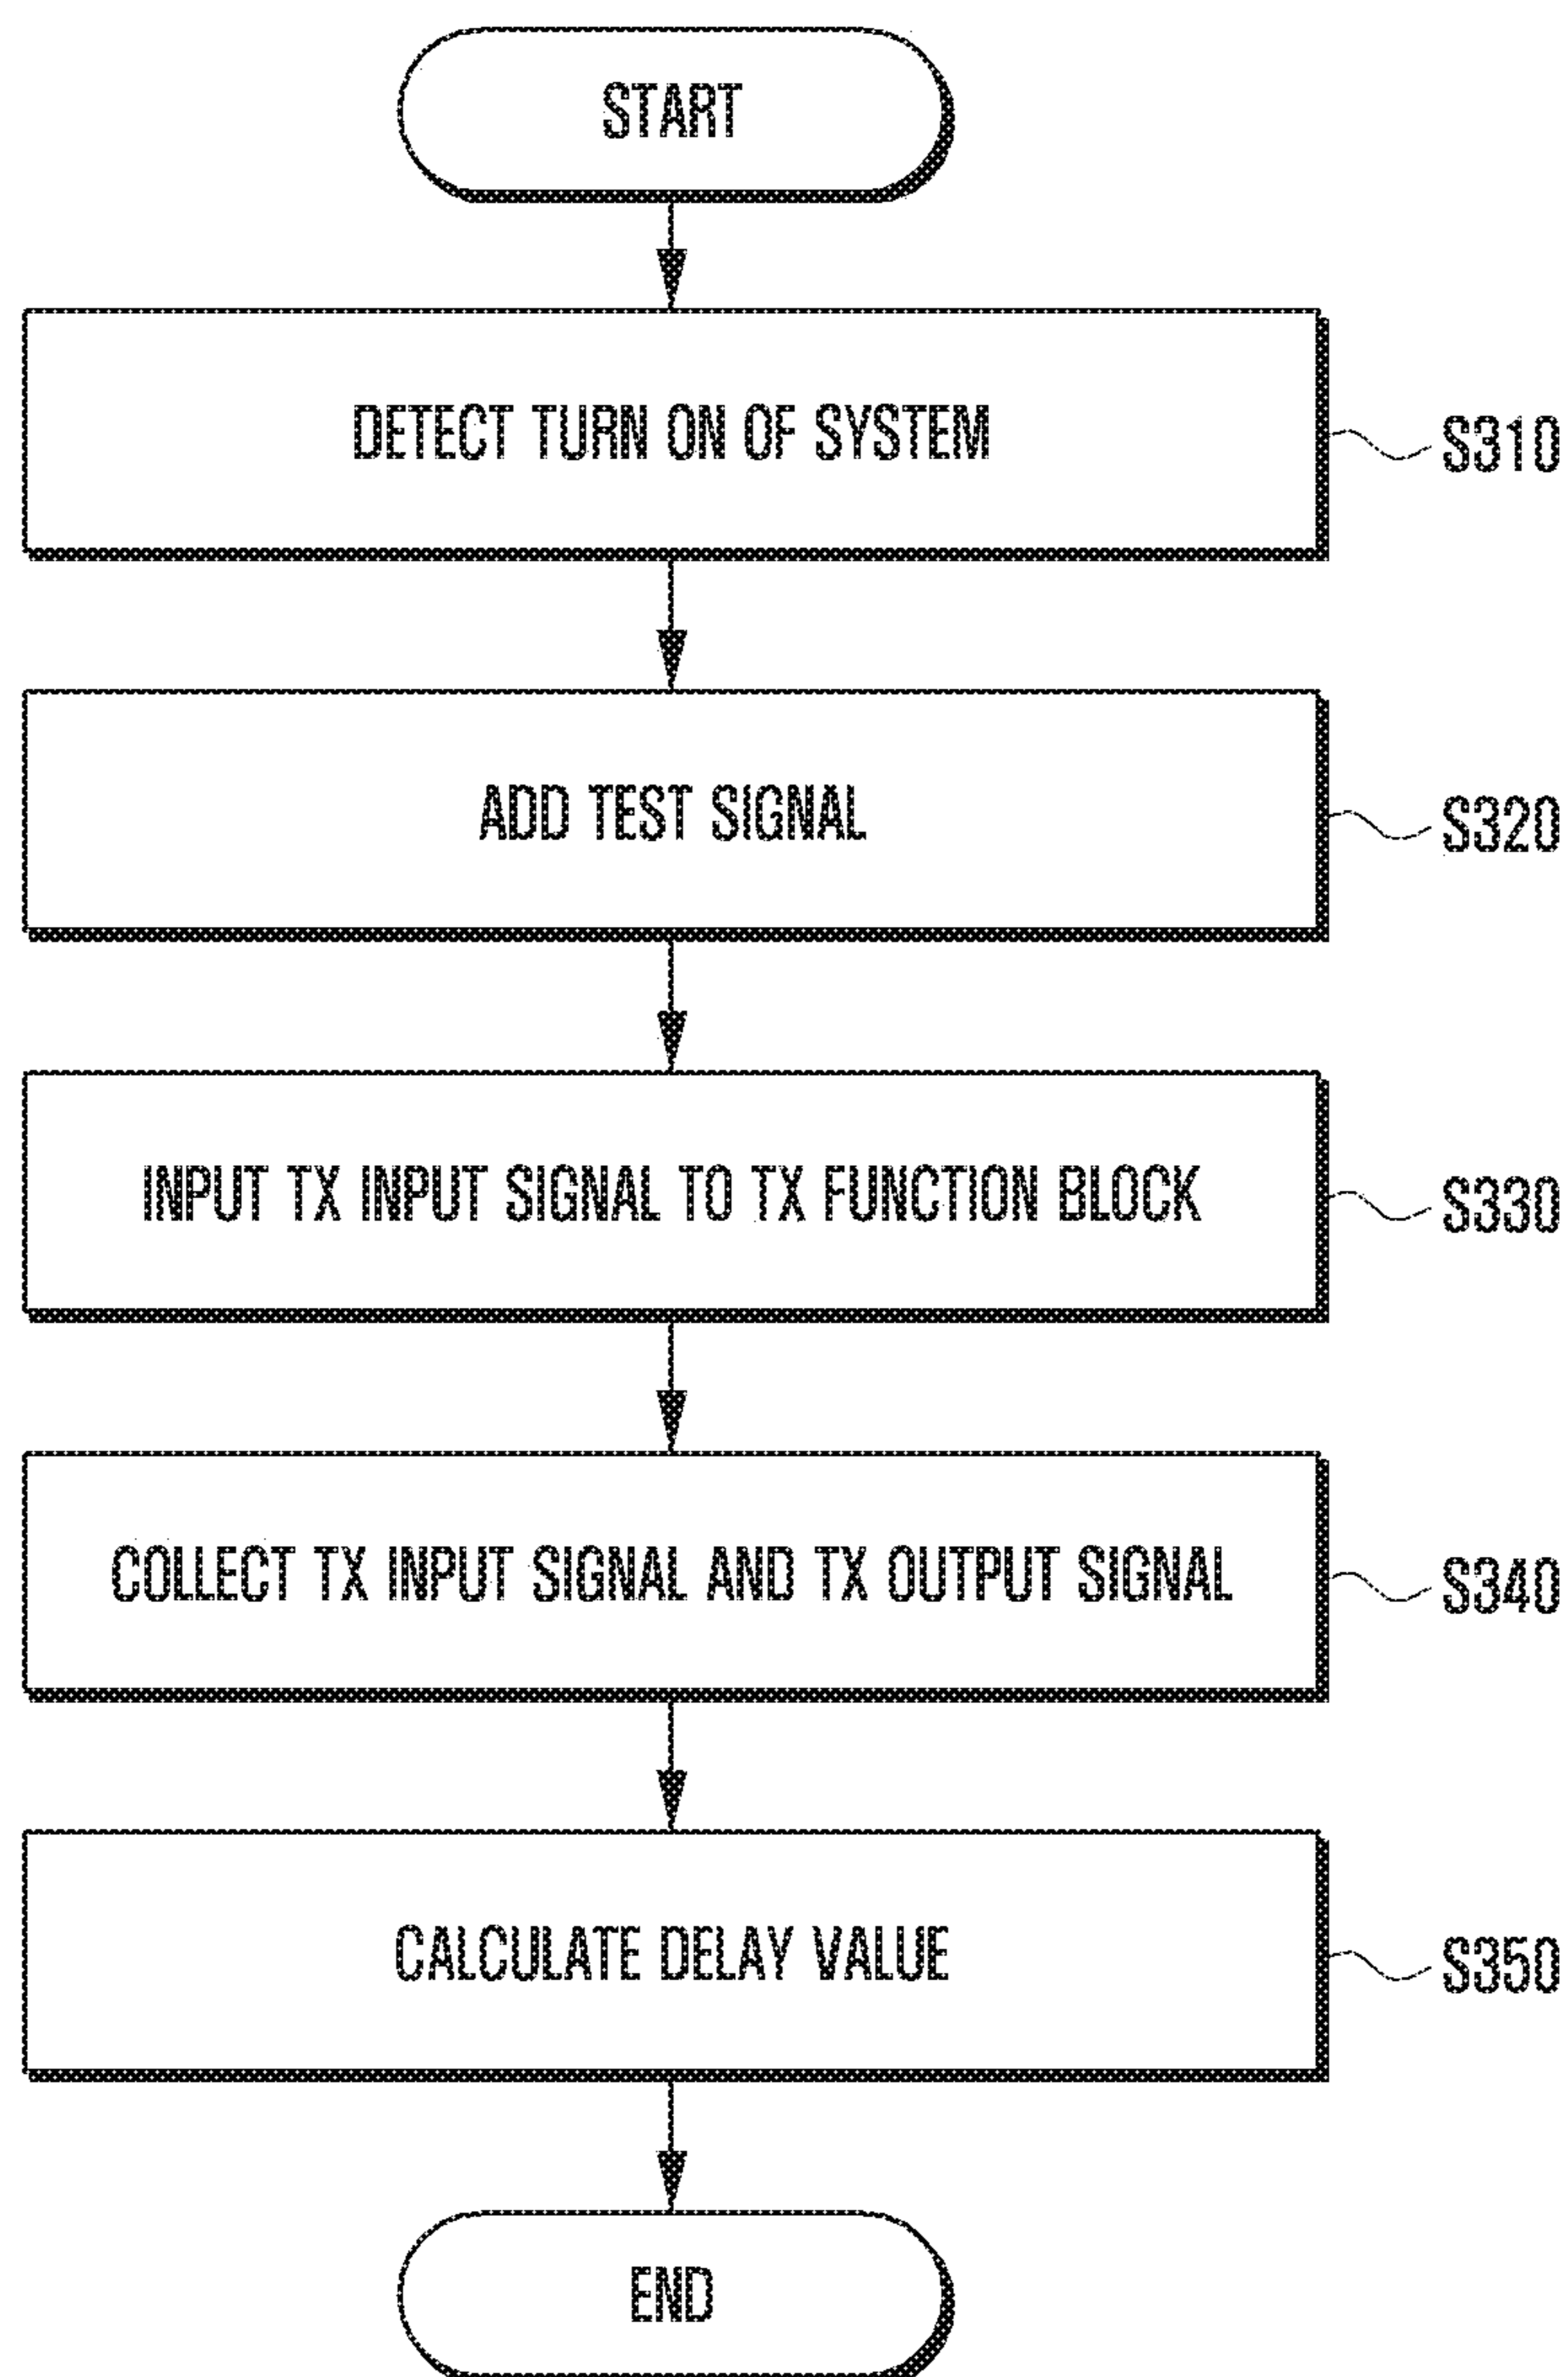 START
DETECT TURN ON OF SYSTEM
S310
ADD TEST SIGNAL
S320
INPUT TX INPUT SIGNAL TO TX FUNCTION BLOCK
S330
COLLECT TX INPUT SIGNAL AND TX OUTPUT SIGNAL
S340
CALCULATE DELAY VALUE
S350
END